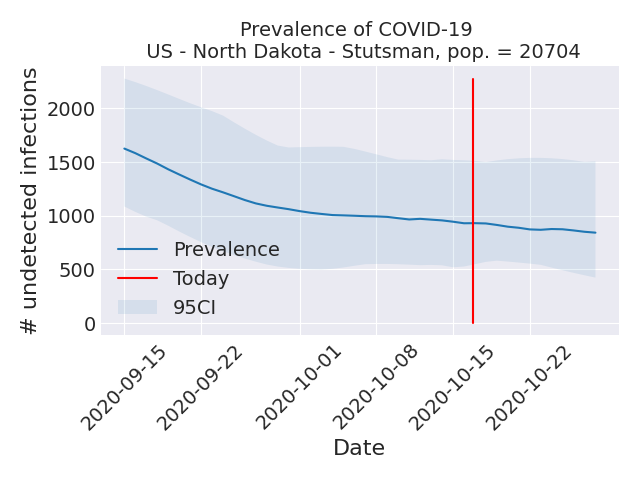 Prevalence of COVID-19
US - North Dakota - Stutsman, pop. = 20704
# undetected infections
2000
1500
1000
500
0
Prevalence
Today
95CI
2020-09-15
2020-09-22
2020-10-01
2020-10-08
2020-10-15
2020-10-22
Date